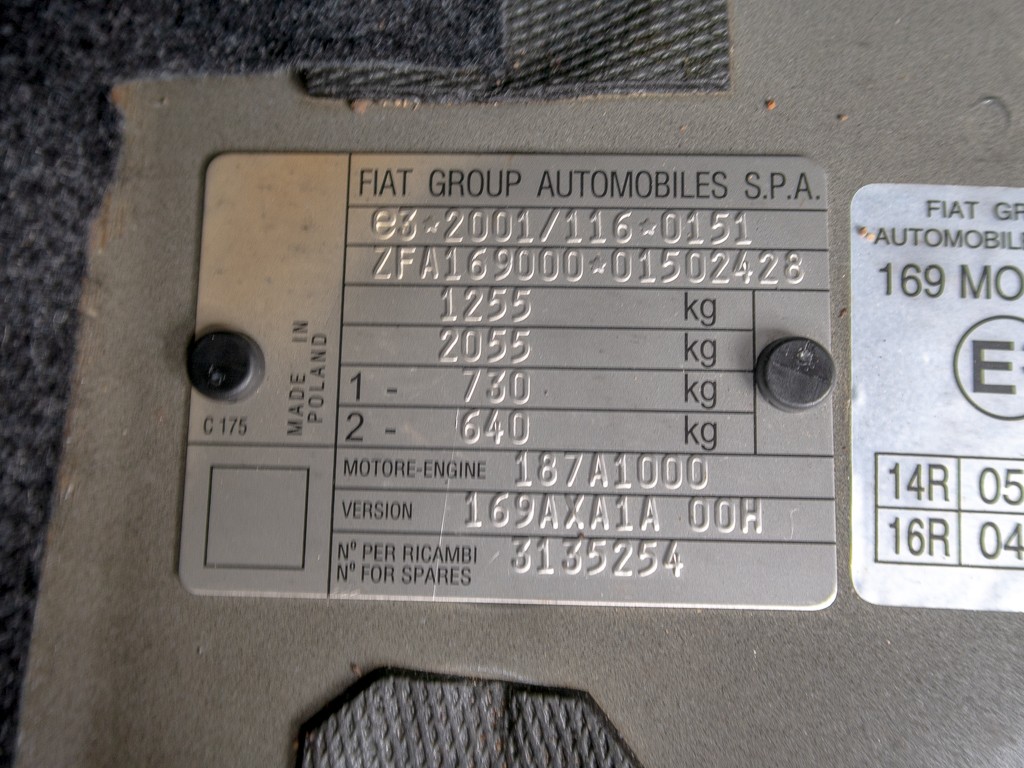 FIAT GROUP AUTOMOBILES S.P.A.
e3*2001/116*0151
ZFA169000*01502428
1255 kg
2055 kg
1 - 730 kg
2 - 640 kg
MOTORE-ENGINE 187A1000
VERSION 169AXA1A 00H
Nº PER RICAMBI
Nº FOR SPARES 3135254
MADE IN
POLAND
C 175
FIAT GR
AUTOMOBIL
169 MO
E
14R 05
16R 04